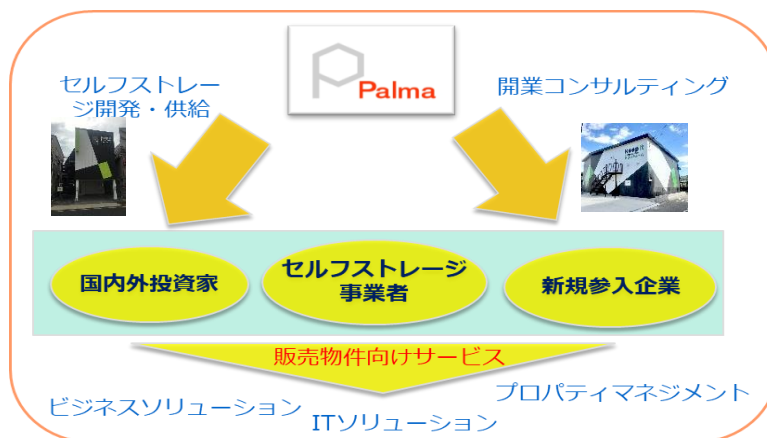 Palma
セルフストレー
ジ開発・供給
開業コンサルティング
国内外投資家
セルフストレージ
事業者
新規参入企業
販売物件向けサービス
ビジネスソリューション
ITソリューション
プロパティマネジメント